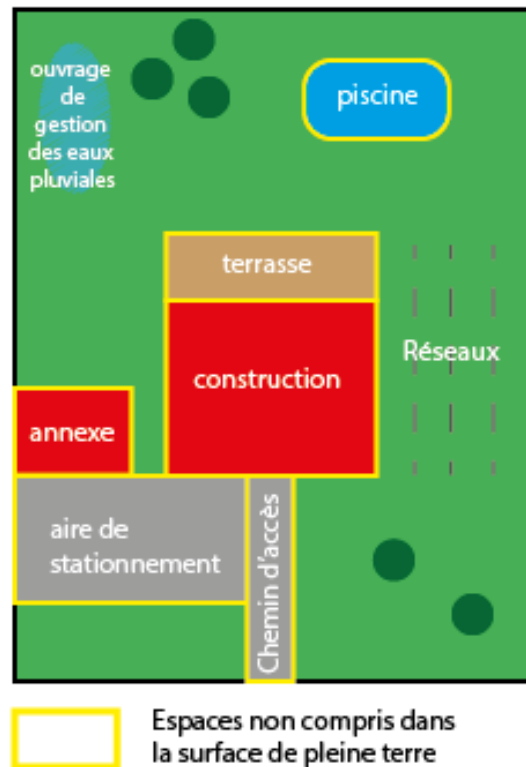 ouvrage
de
gestion
des eaux
pluviales
piscine
terrasse
construction
Réseaux
annexe
aire de
stationnement
Chemin d'accès
Espaces non compris dans
la surface de pleine terre